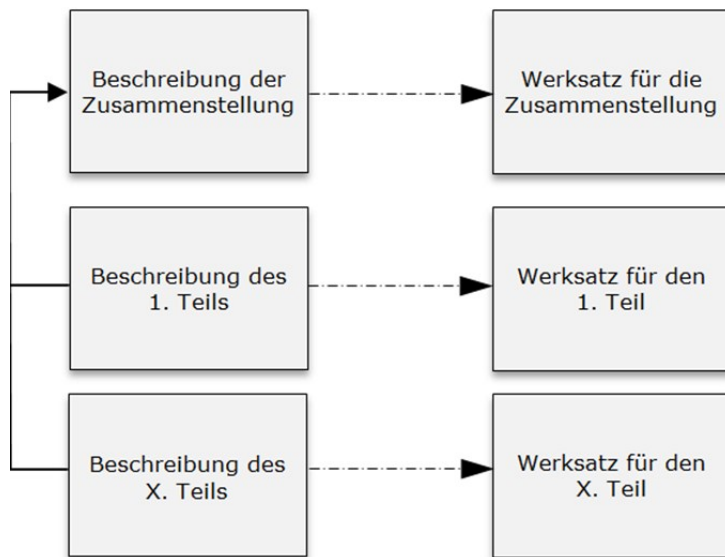 Beschreibung der
Zusammenstellung
Werksatz für die
Zusammenstellung
Beschreibung des
1. Teils
Werksatz für den
1. Teil
Beschreibung des
X. Teils
Werksatz für den
X. Teil